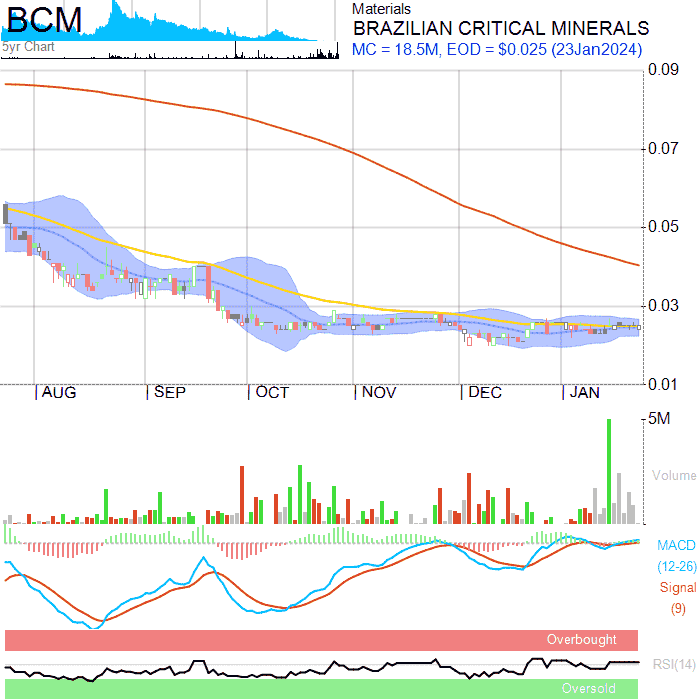 BCM
5yr Chart
Materials
BRAZILIAN CRITICAL MINERALS
MC = 18.5M, EOD = $0.025 (23Jan2024)
0.09
0.07
0.05
0.03
0.01
AUG SEP OCT NOV DEC JAN
5M
Volume
MACD
(12-26)
Signal
(9)
Overbought
RSI(14)
Oversold